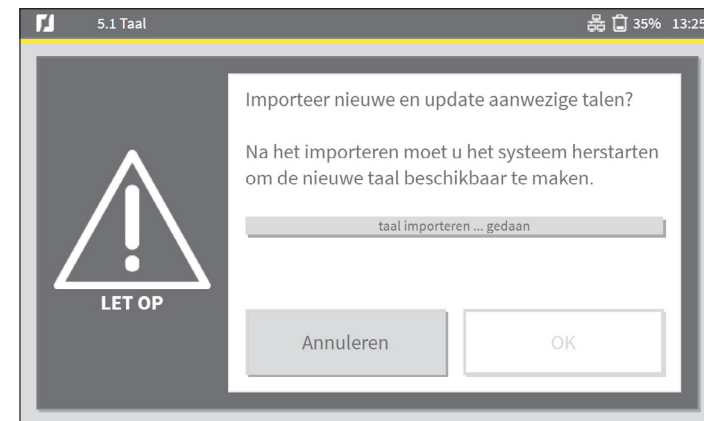 5.1 Taal
35% 13:25
Importeer nieuwe en update aanwezige talen?
Na het importeren moet u het systeem herstarten
om de nieuwe taal beschikbaar te maken.
taal importeren ... gedaan
LET OP
Annuleren
OK